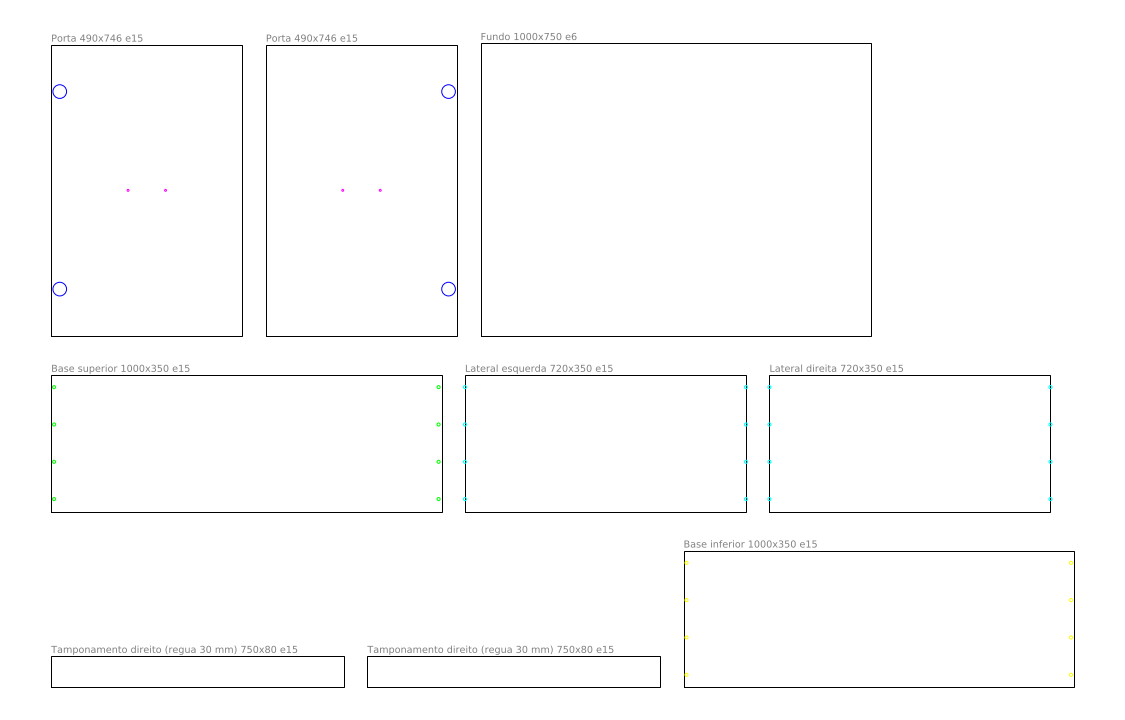 Porta 490x746 e15
Porta 490x746 e15
Fundo 1000x750 e6
Base superior 1000x350 e15
Lateral esquerda 720x350 e15
Lateral direita 720x350 e15
Base inferior 1000x350 e15
Tamponamento direito (regua 30 mm) 750x80 e15
Tamponamento direito (regua 30 mm) 750x80 e15